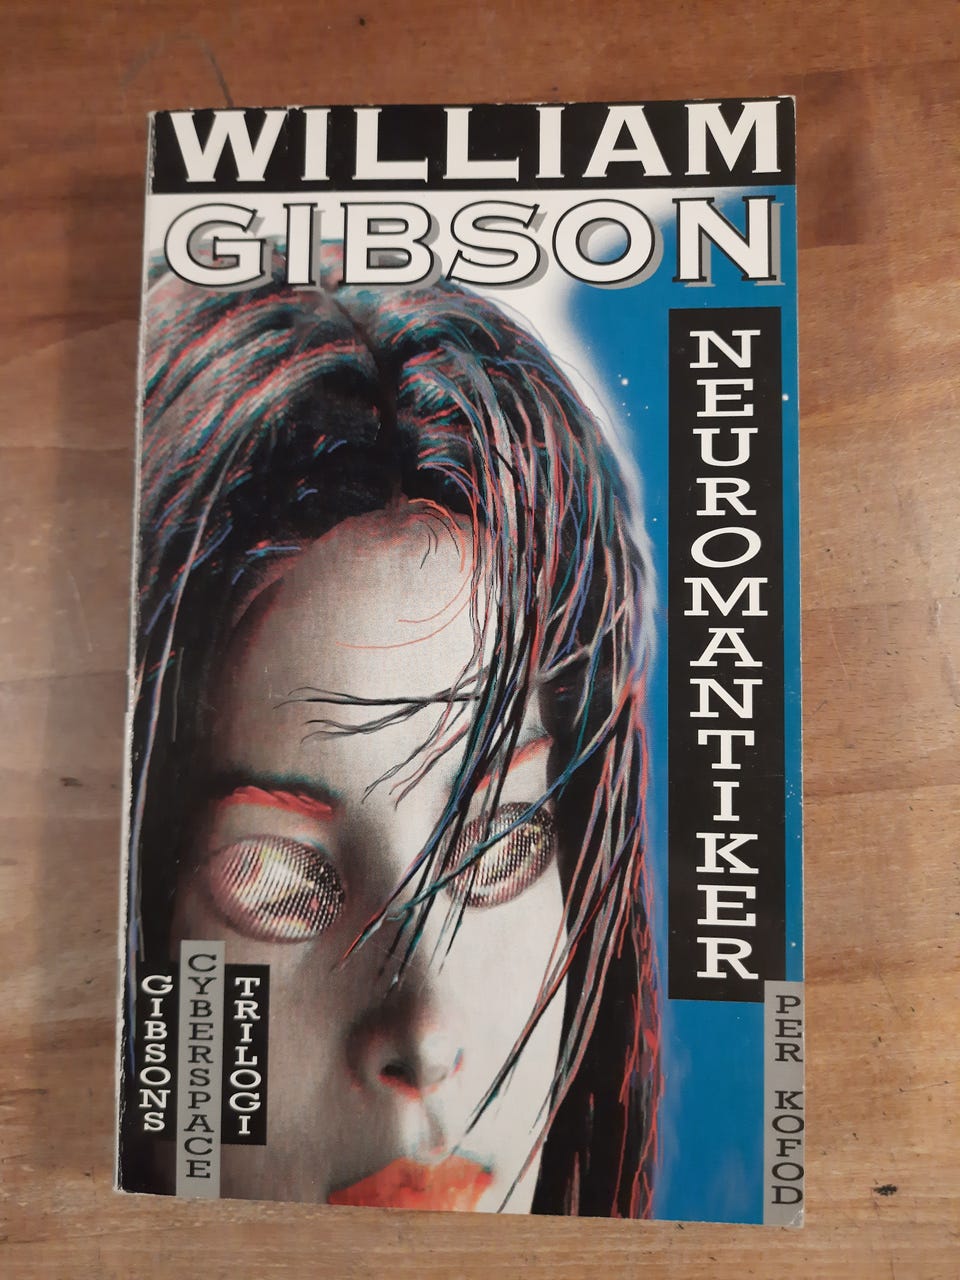 WILLIAM
GIBSON
NEUROMANTIKER
GIBSONS
CYBERSPACE
TRILOGI
PER KOFOD